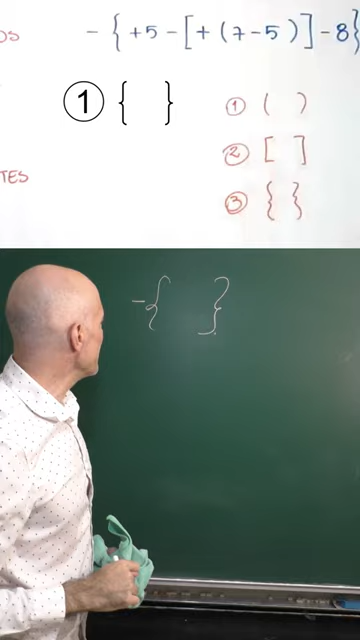 OS
- { +5 - [ + ( 7 - 5 ) ] - 8 }
① { }
① ( )
② [ ]
TES
③ { }
- { }